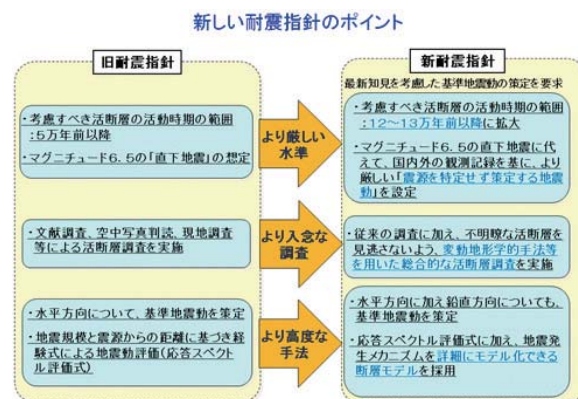 新しい耐震指針のポイント
旧耐震指針
・考慮すべき活断層の活動時期の範囲
:5万年前以降
・マグニチュード6.5の「直下地震」の想定
・文献調査、空中写真判読、現地調査
等による活断層調査を実施
・水平方向について、基準地震動を策定
・地震規模と震源からの距離に基づき経
験式による地震動評価(応答スペクト
ル評価式)
より厳しい
水準
より入念な
調査
より高度な
手法
新耐震指針
最新知見を考慮した基準地震動の策定を要求
・考慮すべき活断層の活動時期の範囲
:12~13万年前以降に拡大
・マグニチュード6.5の直下地震に代
えて、国内外の観測記録を基に、より
厳しい「震源を特定せず策定する地震
動」を設定
・従来の調査に加え、不明瞭な活断層を
見逃さないよう、変動地形学的手法等
を用いた総合的な活断層調査を実施
・水平方向に加え鉛直方向についても、
基準地震動を策定
・応答スペクトル評価式に加え、地震発
生メカニズムを詳細にモデル化できる
断層モデルを採用